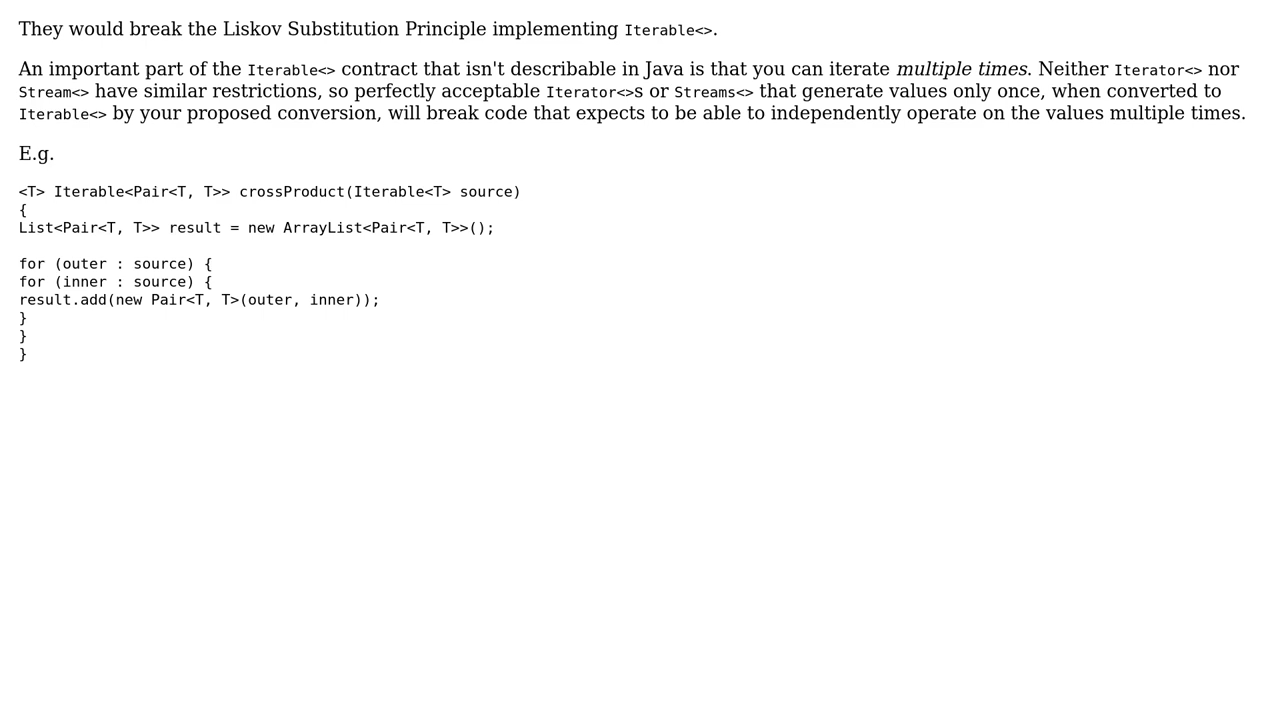 They would break the Liskov Substitution Principle implementing Iterable<>.
An important part of the Iterable<> contract that isn't describable in Java is that you can iterate multiple times. Neither Iterator<> nor
Stream<> have similar restrictions, so perfectly acceptable Iterator<>s or Streams<> that generate values only once, when converted to
Iterable<> by your proposed conversion, will break code that expects to be able to independently operate on the values multiple times.
E.g.
<T> Iterable<Pair<T, T>> crossProduct(Iterable<T> source)
{
List<Pair<T, T>> result = new ArrayList<Pair<T, T>>();
for (outer : source) {
for (inner : source) {
result.add(new Pair<T, T>(outer, inner));
}
}
}